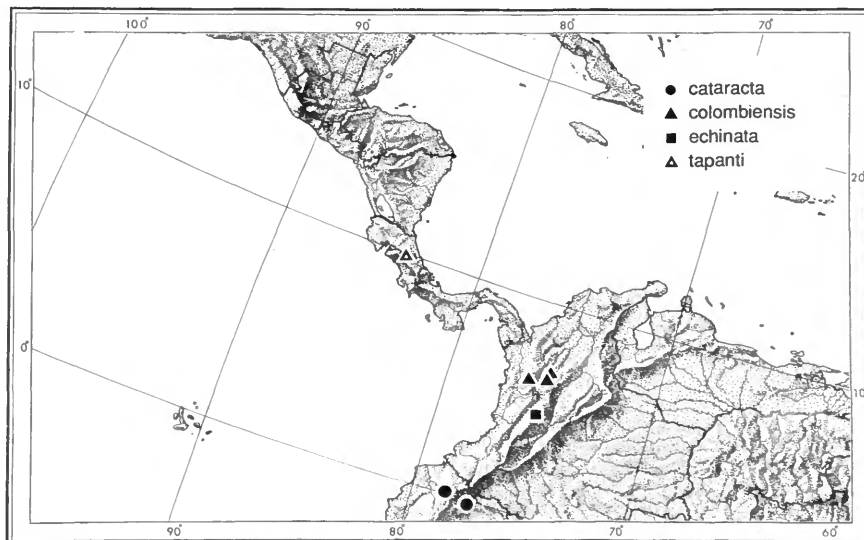 100° 90° 80° 70°
10°
● cataracta
▲ colombiensis
■ echinata
△ tapanti
20°
0°
10
90° 80° 70° 60°